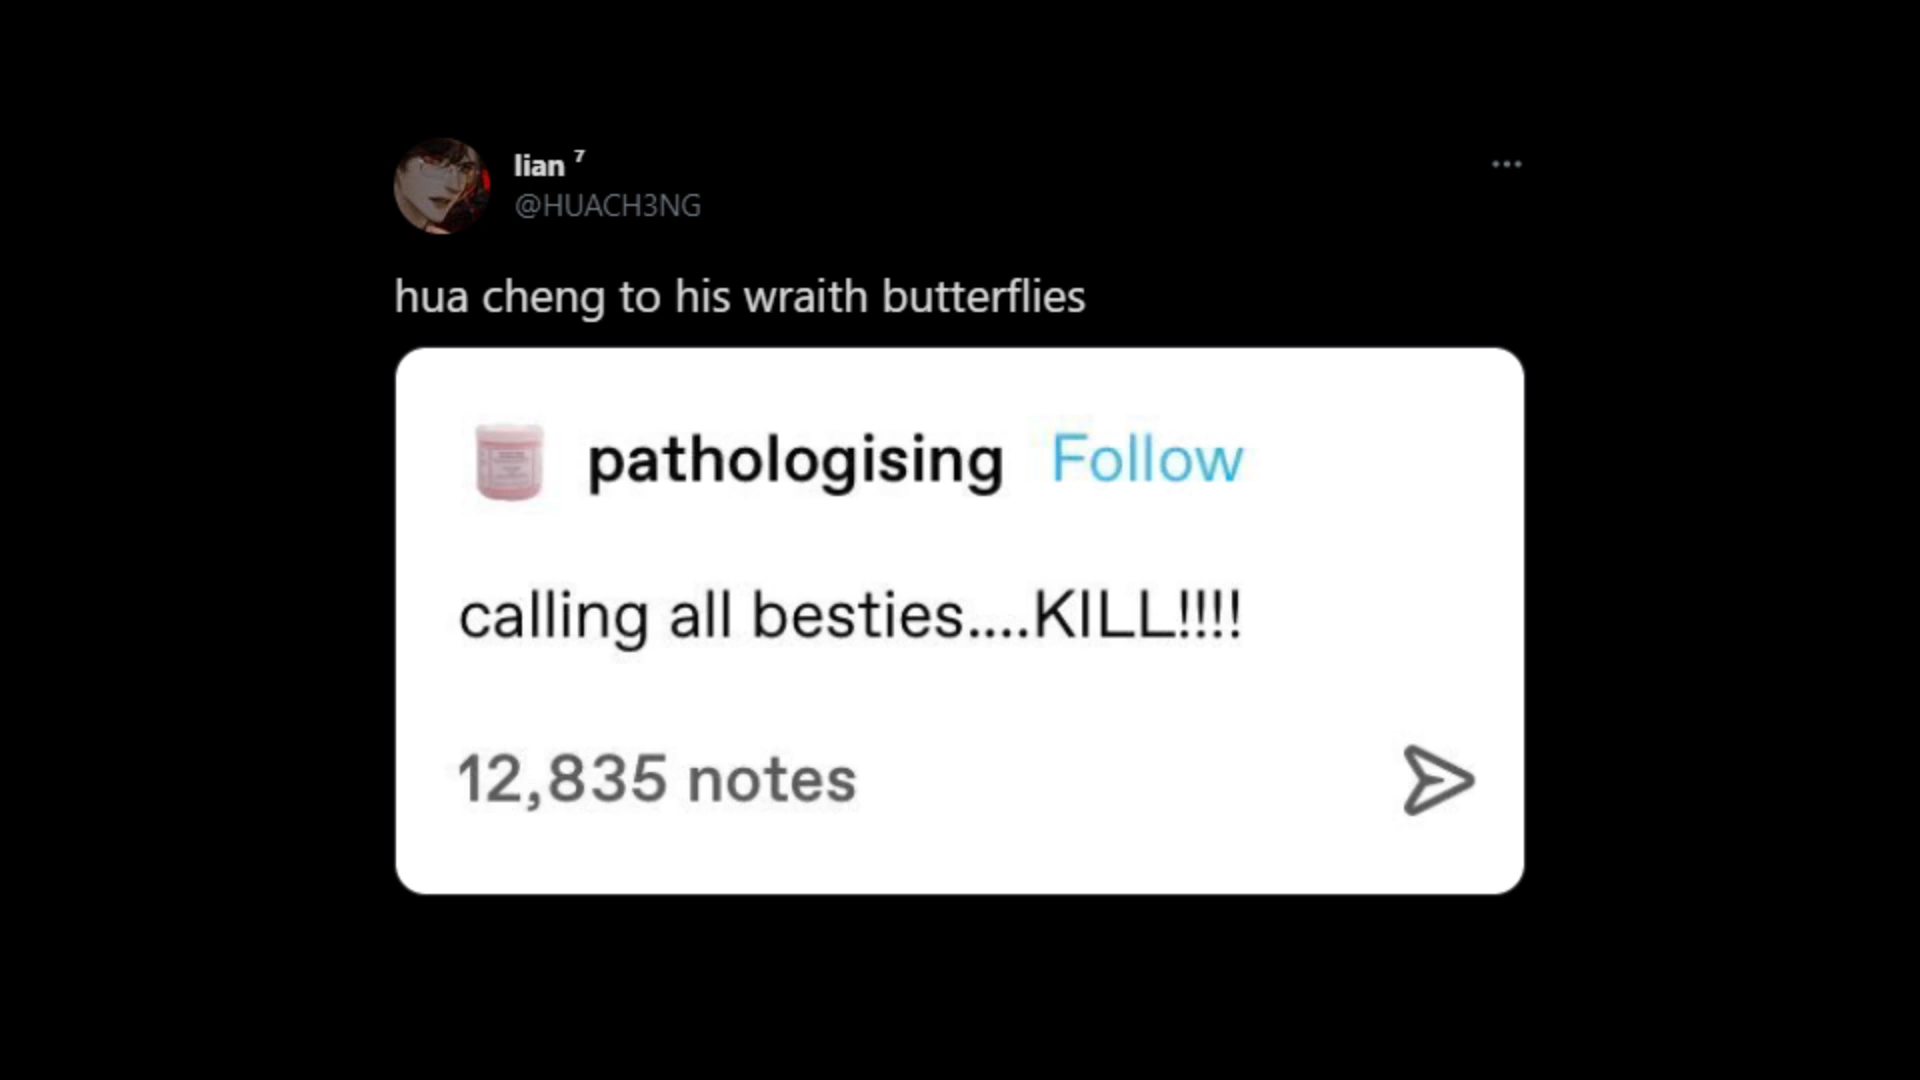 lian ⁷
@HUACH3NG
hua cheng to his wraith butterflies
pathologising Follow
calling all besties....KILL!!!!
12,835 notes